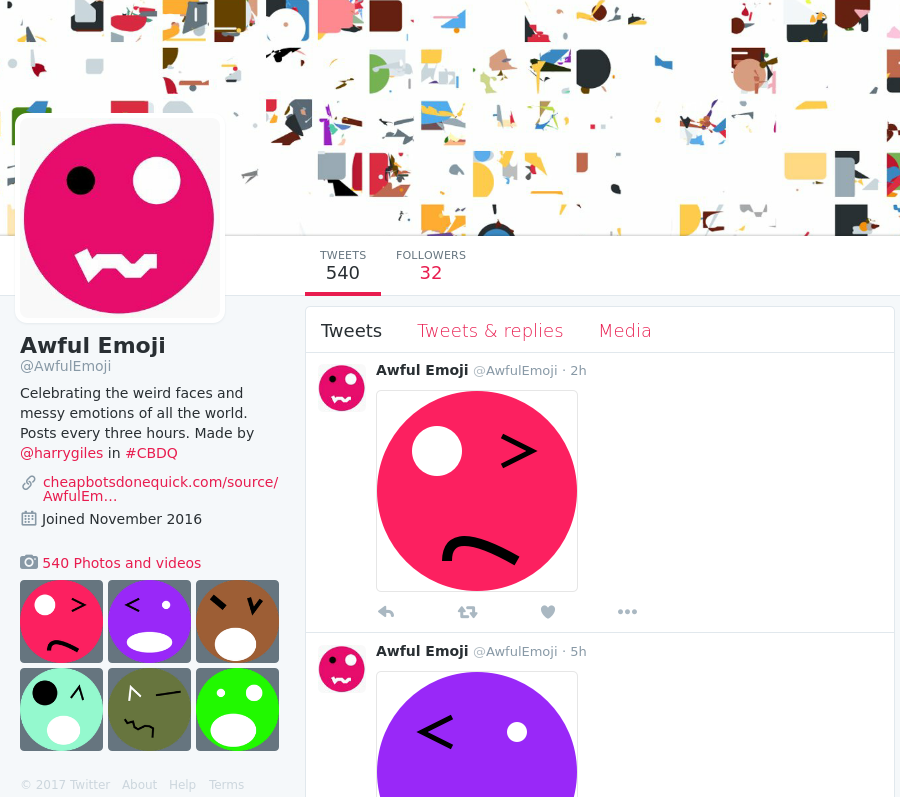 TWEETS FOLLOWERS
540 32
Awful Emoji
@AwfulEmoji
Celebrating the weird faces and
messy emotions of all the world.
Posts every three hours. Made by
@harrygiles in #CBDQ
cheapbotsdonequick.com/source/
AwfulEm…
Joined November 2016
540 Photos and videos
© 2017 Twitter About Help Terms
Tweets Tweets & replies Media
Awful Emoji @AwfulEmoji · 2h
Awful Emoji @AwfulEmoji · 5h